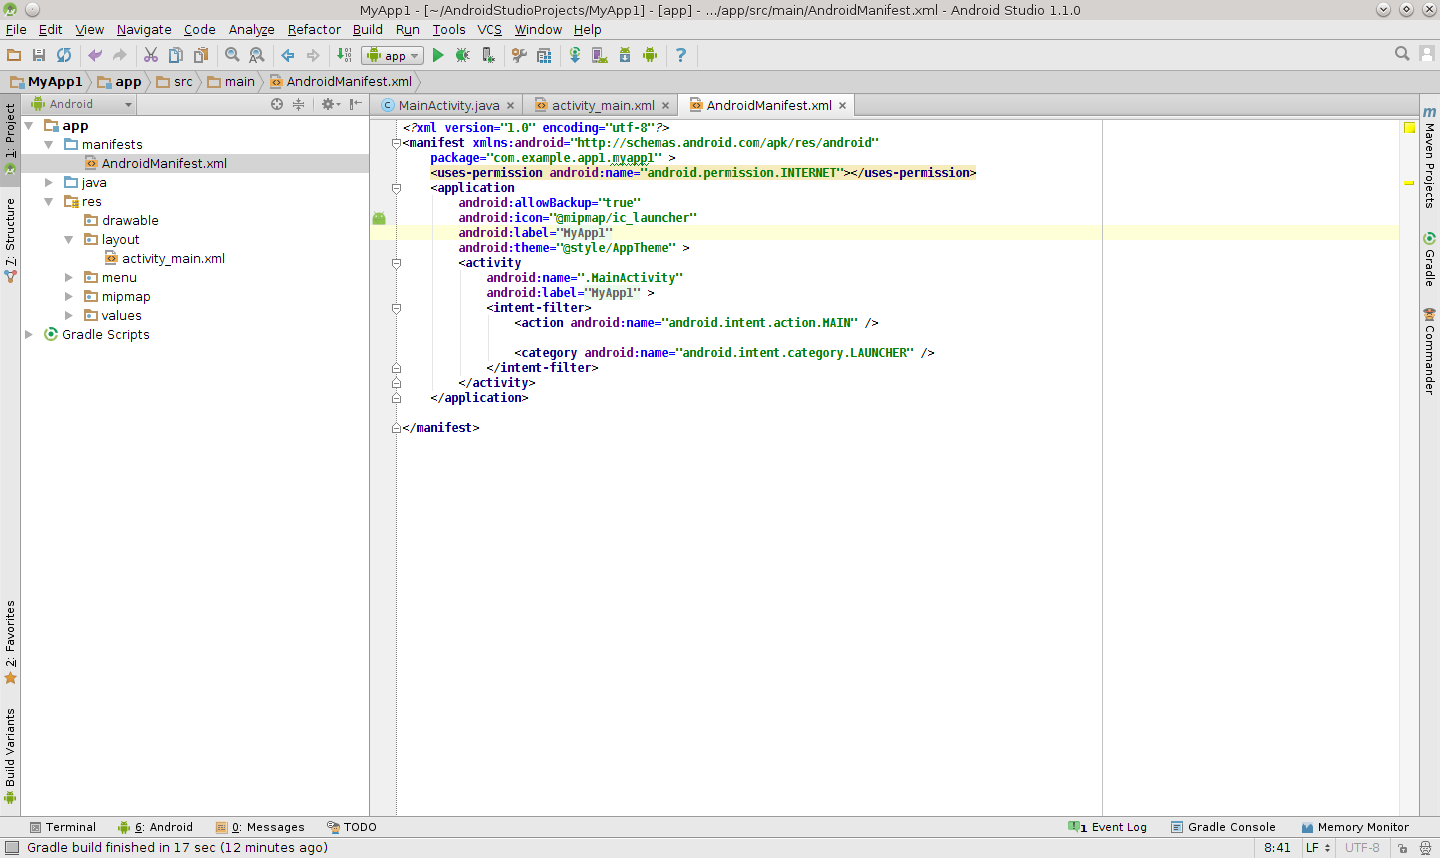 MyApp1 - [~/AndroidStudioProjects/MyApp1] - [app] - .../app/src/main/AndroidManifest.xml - Android Studio 1.1.0
File Edit View Navigate Code Analyze Refactor Build Run Tools VCS Window Help
app
MyApp1 app src main AndroidManifest.xml
1: Project
7: Structure
2: Favorites
Build Variants
Android
app
manifests
AndroidManifest.xml
java
res
drawable
layout
activity_main.xml
menu
mipmap
values
Gradle Scripts
MainActivity.java activity_main.xml AndroidManifest.xml
<?xml version="1.0" encoding="utf-8"?>
<manifest xmlns:android="http://schemas.android.com/apk/res/android"
package="com.example.app1.myapp1" >
<uses-permission android:name="android.permission.INTERNET"></uses-permission>
<application
android:allowBackup="true"
android:icon="@mipmap/ic_launcher"
android:label="MyApp1"
android:theme="@style/AppTheme" >
<activity
android:name=".MainActivity"
android:label="MyApp1" >
<intent-filter>
<action android:name="android.intent.action.MAIN" />
<category android:name="android.intent.category.LAUNCHER" />
</intent-filter>
</activity>
</application>
</manifest>
Maven Projects
Gradle
Commander
Terminal 6: Android 0: Messages TODO 1 Event Log Gradle Console Memory Monitor
Gradle build finished in 17 sec (12 minutes ago) 8:41 LF UTF-8